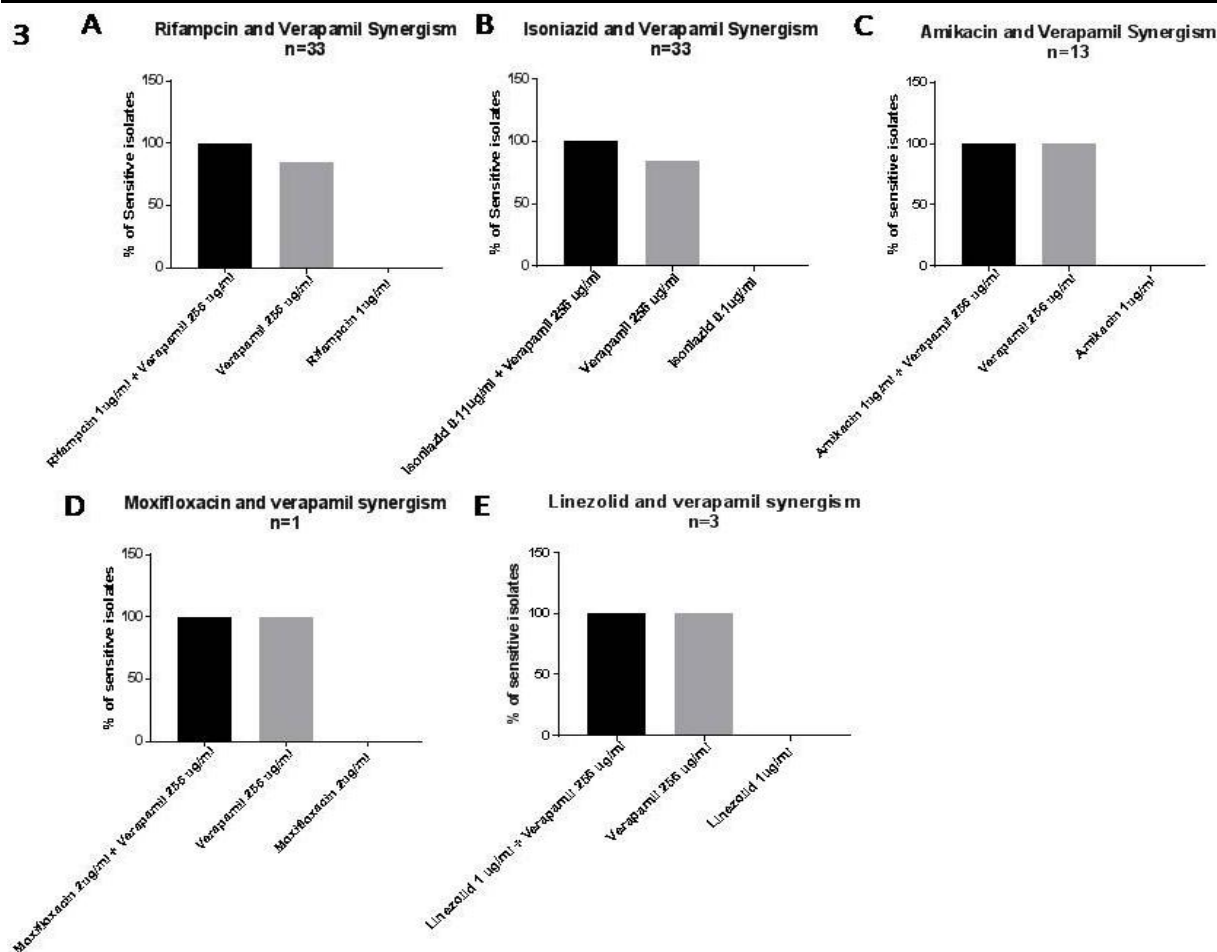 3
A
Rifampcin and Verapamil Synergism
n=33
% of Sensitive isolates
150
100
50
0
Rifampcin 1ug/ml + Verapamil 256 ug/ml
Verapamil 256 ug/ml
Rifampcin 1ug/ml
B
Isoniazid and Verapamil Synergism
n=33
% of Sensitive isolates
150
100
50
0
Isoniazid 0.11ug/ml + Verapamil 256 ug/ml
Verapamil 256 ug/ml
Isoniazid 0.1ug/ml
C
Amikacin and Verapamil Synergism
n=13
% of sensitive isolates
150
100
50
0
Amikacin 1ug/ml + Verapamil 256 ug/ml
Verapamil 256 ug/ml
Amikacin 1ug/ml
D
Moxifloxacin and verapamil synergism
n=1
% of sensitive isolates
150
100
50
0
Moxifloxacin 2ug/ml + Verapamil 256 ug/ml
Verapamil 256 ug/ml
Moxifloxacin 2ug/ml
E
Linezolid and verapamil synergism
n=3
% of sensitive isolates
150
100
50
0
Linezolid 1 ug/ml + Verapamil 256 ug/ml
Verapamil 256 ug/ml
Linezolid 1ug/ml